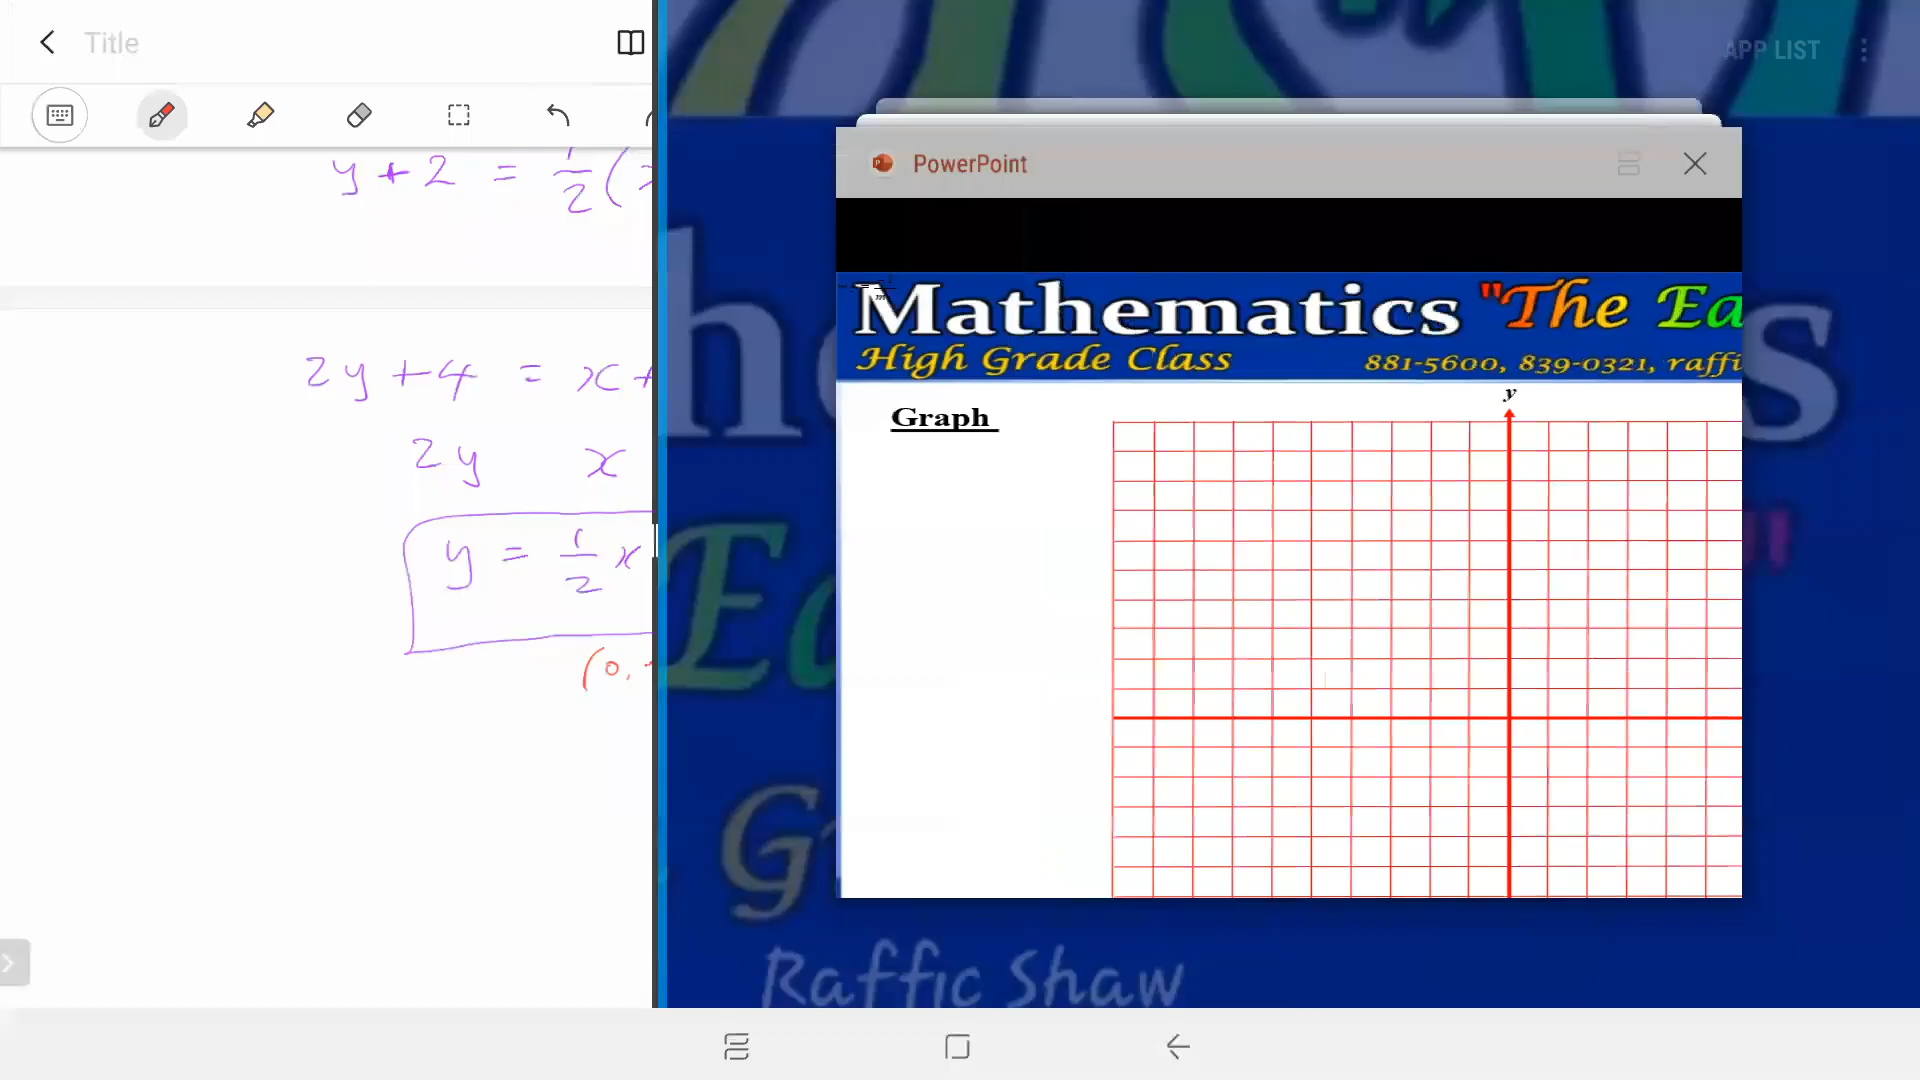 Title
APP LIST
y + 2 = 1/2 (
2y + 4 = x +
2y x
y = 1/2 x
(0,
PowerPoint
Mathematics "The Ea
High Grade Class 881-5600, 839-0321, raffi
Graph
y
Raffic Shaw